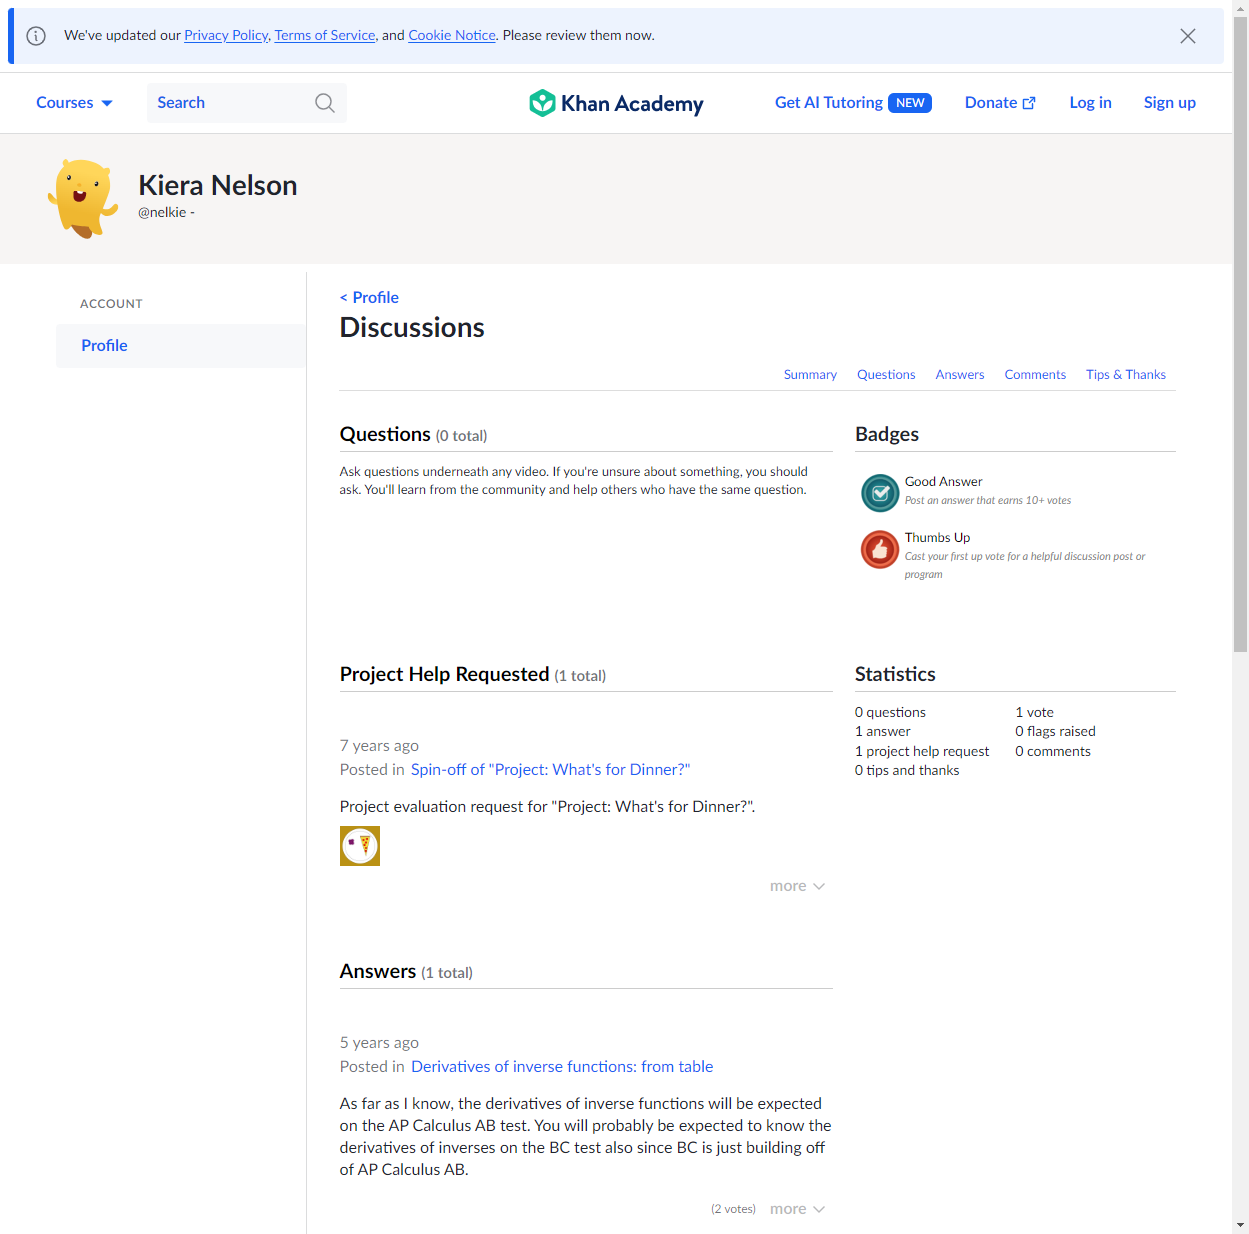 We've updated our Privacy Policy, Terms of Service, and Cookie Notice. Please review them now.
Courses Search Khan Academy Get AI Tutoring NEW Donate Log in Sign up
Kiera Nelson
@nelkie -
ACCOUNT
Profile
< Profile
Discussions
Summary Questions Answers Comments Tips & Thanks
Questions (0 total)
Ask questions underneath any video. If you're unsure about something, you should
ask. You'll learn from the community and help others who have the same question.
Badges
Good Answer
Post an answer that earns 10+ votes
Thumbs Up
Cast your first up vote for a helpful discussion post or
program
Project Help Requested (1 total)
7 years ago
Posted in Spin-off of "Project: What's for Dinner?"
Project evaluation request for "Project: What's for Dinner?".
more
Statistics
0 questions
1 answer
1 project help request
0 tips and thanks
1 vote
0 flags raised
0 comments
Answers (1 total)
5 years ago
Posted in Derivatives of inverse functions: from table
As far as I know, the derivatives of inverse functions will be expected
on the AP Calculus AB test. You will probably be expected to know the
derivatives of inverses on the BC test also since BC is just building off
of AP Calculus AB.
(2 votes) more